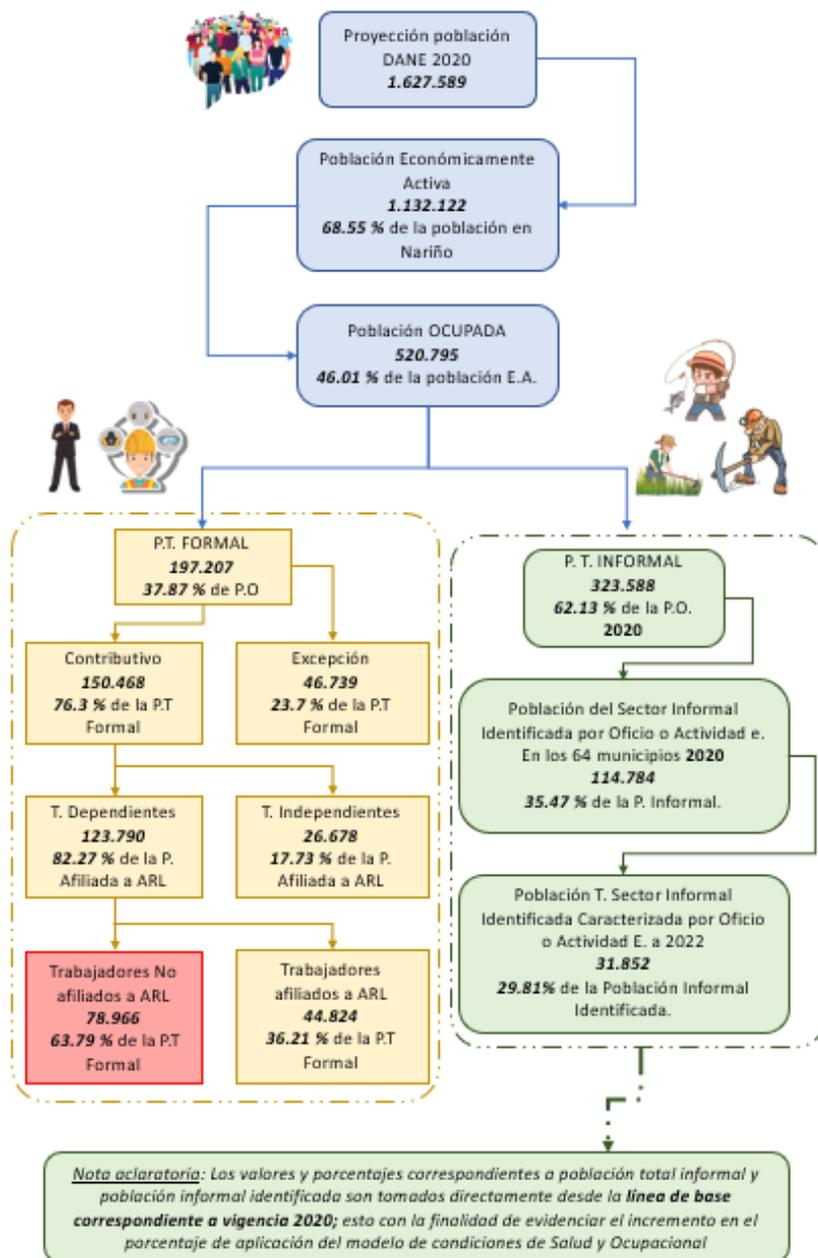 Proyección población
DANE 2020
1.627.589
Población Económicamente
Activa
1.132.122
68.55 % de la población en
Nariño
Población OCUPADA
520.795
46.01 % de la población E.A.
P.T. FORMAL
197.207
37.87 % de P.O
Contributivo
150.468
76.3 % de la P.T
Formal
Excepción
46.739
23.7 % de la P.T
Formal
T. Dependientes
123.790
82.27 % de la P.
Afiliada a ARL
T. Independientes
26.678
17.73 % de la P.
Afiliada a ARL
Trabajadores No
afiliados a ARL
78.966
63.79 % de la P.T
Formal
Trabajadores
afiliados a ARL
44.824
36.21 % de la P.T
Formal
P. T. INFORMAL
323.588
62.13 % de la P.O.
2020
Población del Sector Informal
Identificada por Oficio o Actividad e.
En los 64 municipios 2020
114.784
35.47 % de la P. Informal.
Población T. Sector Informal
Identificada Caracterizada por Oficio
o Actividad E. a 2022
31.852
29.81% de la Población Informal
Identificada.
Nota aclaratoria: Los valores y porcentajes correspondientes a población total informal y
población informal identificada son tomados directamente desde la línea de base
correspondiente a vigencia 2020; esto con la finalidad de evidenciar el incremento en el
porcentaje de aplicación del modelo de condiciones de Salud y Ocupacional